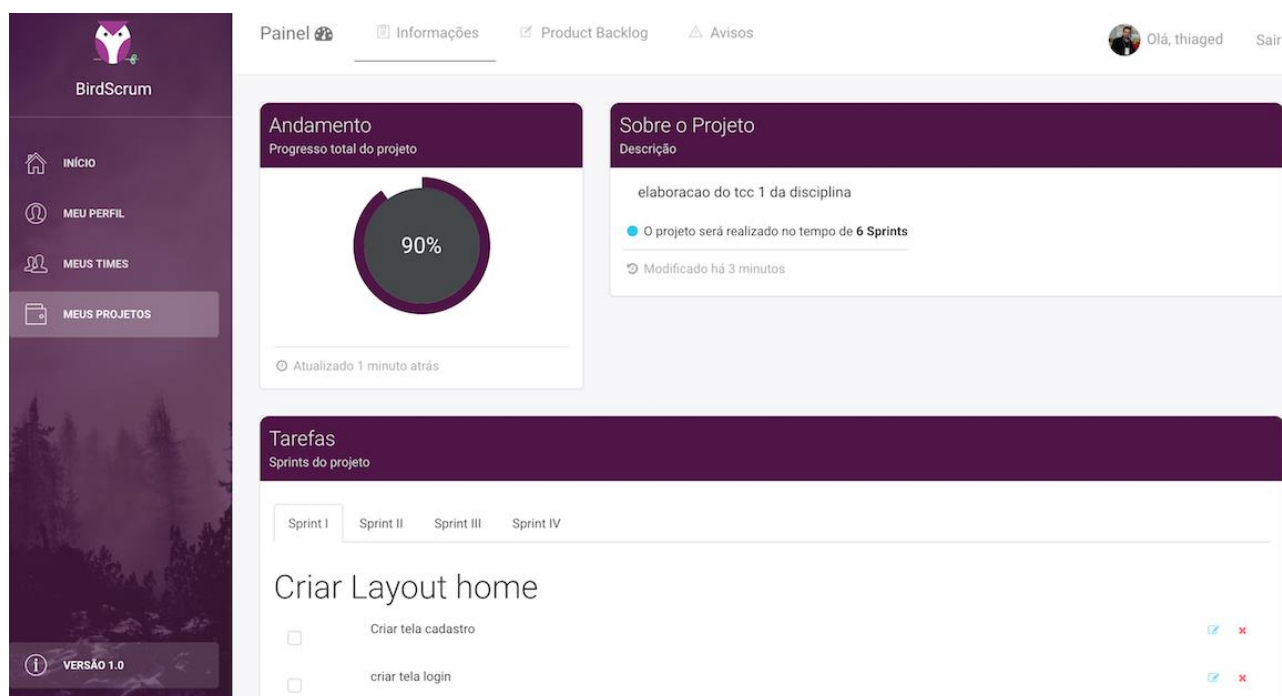 BirdScrum
INÍCIO
MEU PERFIL
MEUS TIMES
MEUS PROJETOS
VERSÃO 1.0
Painel
Informações
Product Backlog
Avisos
Olá, thiaged
Sair
Andamento
Progresso total do projeto
90%
Atualizado 1 minuto atrás
Sobre o Projeto
Descrição
elaboracao do tcc 1 da disciplina
O projeto será realizado no tempo de 6 Sprints
Modificado há 3 minutos
Tarefas
Sprints do projeto
Sprint I
Sprint II
Sprint III
Sprint IV
Criar Layout home
Criar tela cadastro
criar tela login